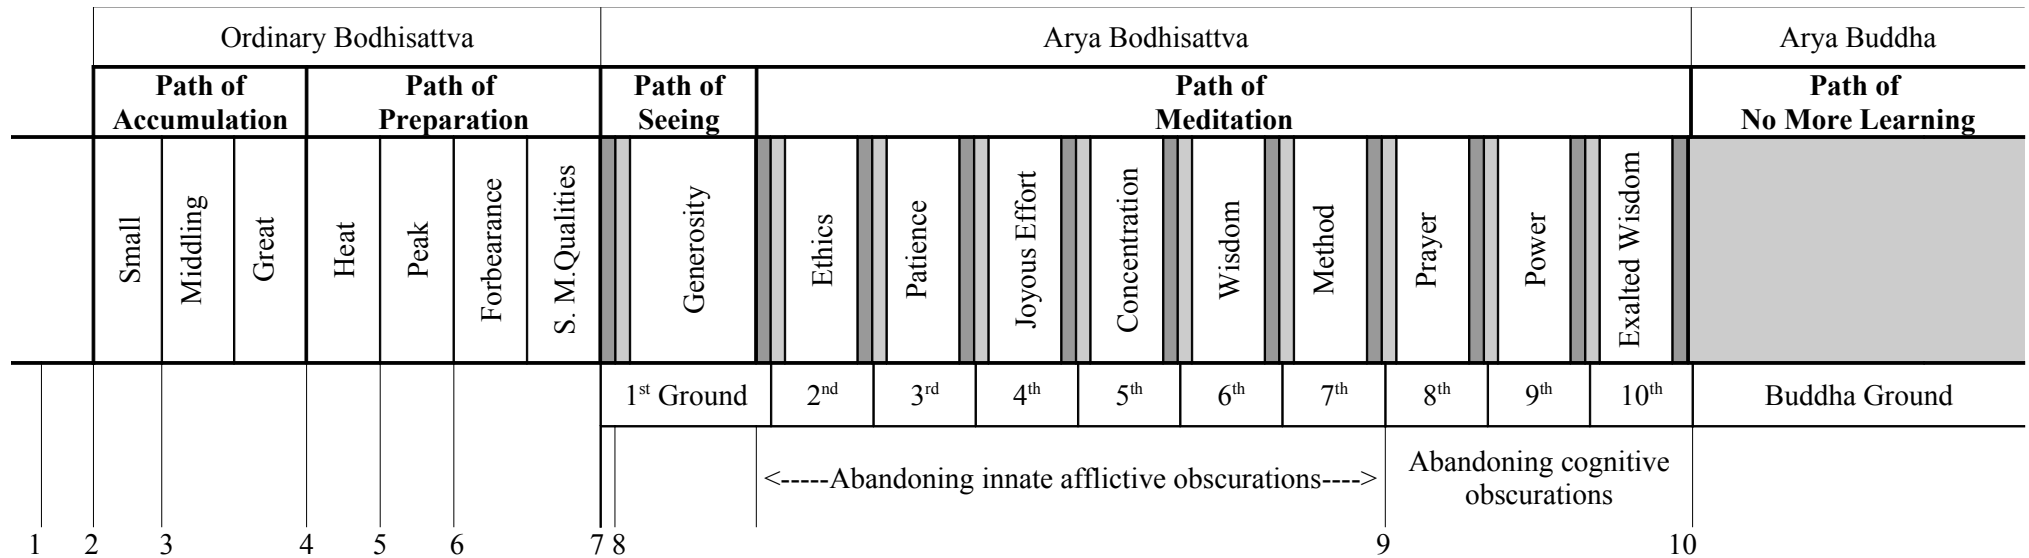 Ordinary Bodhisattva
Arya Bodhisattva
Arya Buddha
Path of
Accumulation
Path of
Preparation
Path of
Seeing
Path of
Meditation
Path of
No More Learning
Small
Middling
Great
Heat
Peak
Forbearance
S. M.Qualities
Generosity
Ethics
Patience
Joyous Effort
Concentration
Wisdom
Method
Prayer
Power
Exalted Wisdom
1st Ground
2nd
3rd
4th
5th
6th
7th
8th
9th
10th
Buddha Ground
<-----Abandoning innate afflictive obscurations---->
Abandoning cognitive
obscurations
1 2 3 4 5 6 7 8 9 10